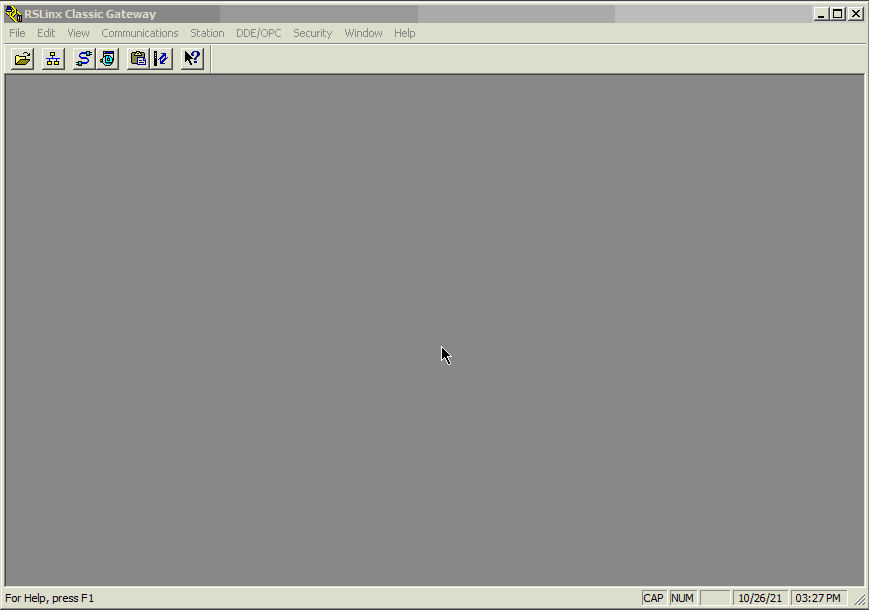 RSLinx Classic Gateway
File Edit View Communications Station DDE/OPC Security Window Help
For Help, press F1 CAP NUM 10/26/21 03:27 PM